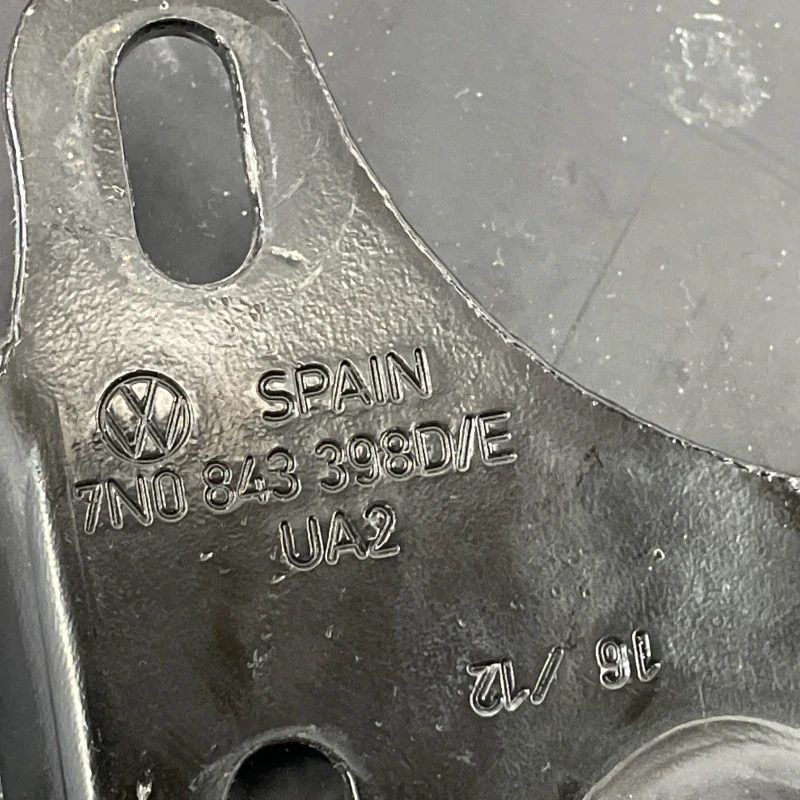 SPAIN
7N0 843 398D/E
UA2
16 /12